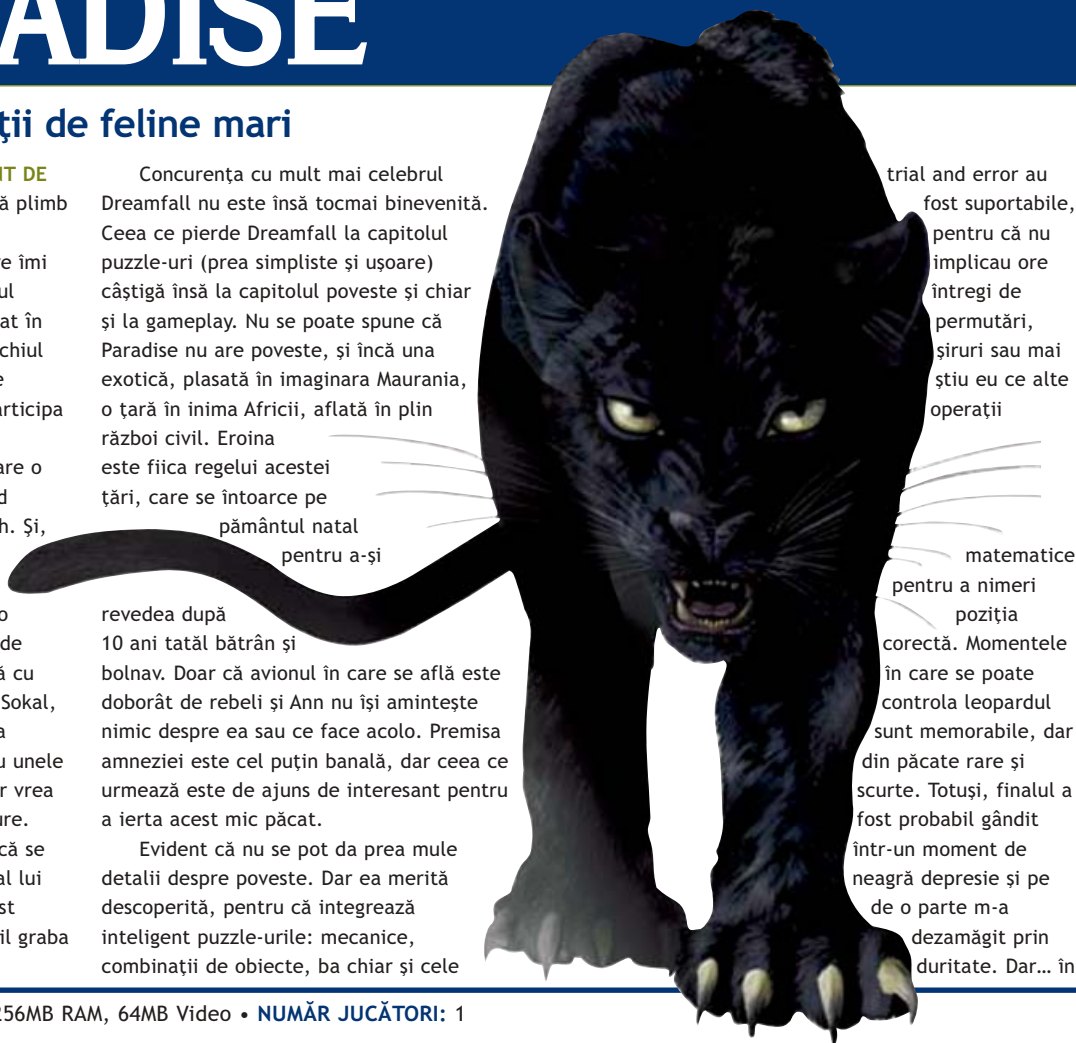 ADISE
ţii de feline mari
NT DE
ă plimb
e îmi
ul
at în
chiul
e
articipa
are o
d
h. Şi,
o
de
ă cu
Sokal,
a
u unele
r vrea
ure.
că se
al lui
st
il graba
Concurenţa cu mult mai celebrul
Dreamfall nu este însă tocmai binevenită.
Ceea ce pierde Dreamfall la capitolul
puzzle-uri (prea simpliste şi uşoare)
câştigă însă la capitolul poveste şi chiar
şi la gameplay. Nu se poate spune că
Paradise nu are poveste, şi încă una
exotică, plasată în imaginara Maurania,
o ţară în inima Africii, aflată în plin
război civil. Eroina
este fiica regelui acestei
ţări, care se întoarce pe
pământul natal
pentru a-şi
revedea după
10 ani tatăl bătrân şi
bolnav. Doar că avionul în care se află este
doborât de rebeli şi Ann nu îşi aminteşte
nimic despre ea sau ce face acolo. Premisa
amneziei este cel puţin banală, dar ceea ce
urmează este de ajuns de interesant pentru
a ierta acest mic păcat.
Evident că nu se pot da prea mule
detalii despre poveste. Dar ea merită
descoperită, pentru că integrează
inteligent puzzle-urile: mecanice,
combinaţii de obiecte, ba chiar şi cele
trial and error au
fost suportabile,
pentru că nu
implicau ore
întregi de
permutări,
şiruri sau mai
ştiu eu ce alte
operaţii
matematice
pentru a nimeri
poziţia
corectă. Momentele
în care se poate
controla leopardul
sunt memorabile, dar
din păcate rare şi
scurte. Totuşi, finalul a
fost probabil gândit
într-un moment de
neagră depresie şi pe
de o parte m-a
dezamăgit prin
duritate. Dar… în
256MB RAM, 64MB Video • NUMĂR JUCĂTORI: 1